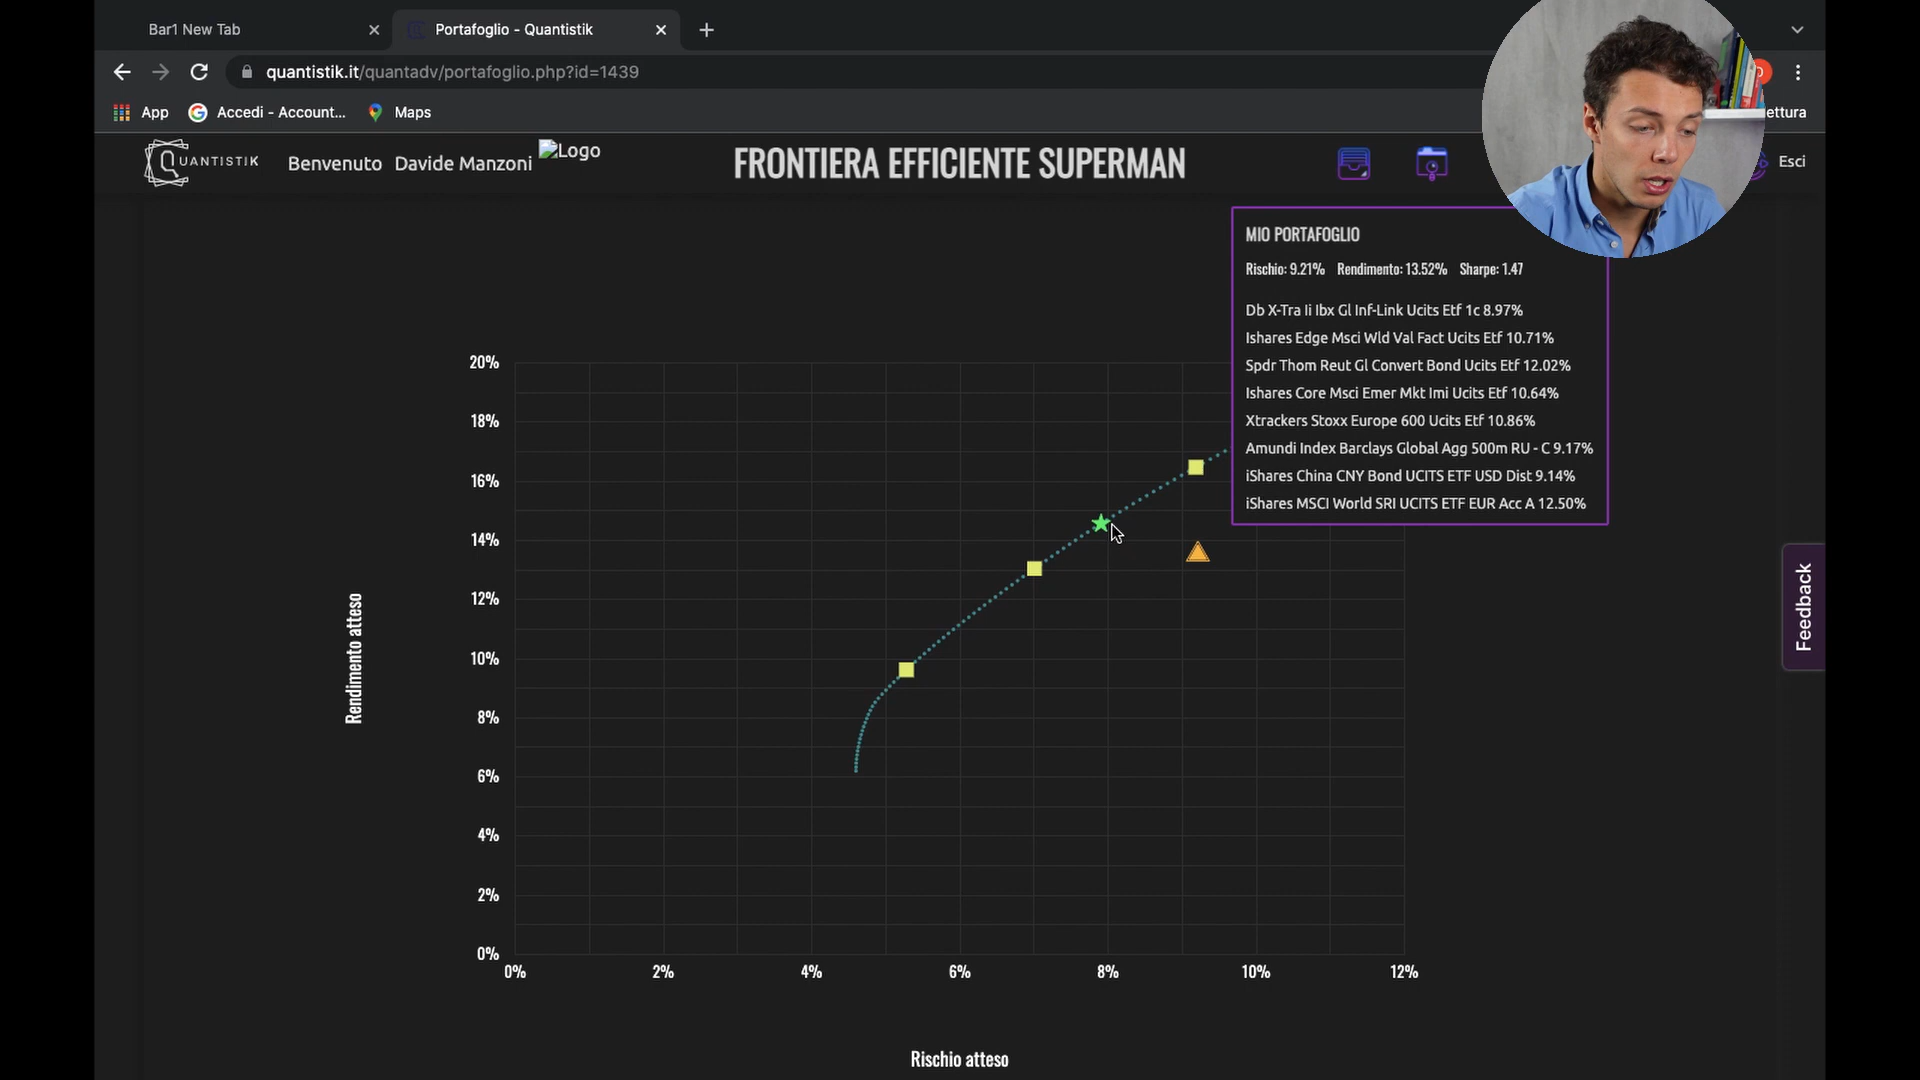 Bar1 New Tab
Portafoglio - Quantistik
quantistik.it/quantadv/portafoglio.php?id=1439
App
Accedi - Account...
Maps
ettura
QUANTISTIK
Benvenuto Davide Manzoni
Logo
FRONTIERA EFFICIENTE SUPERMAN
Esci
MIO PORTAFOGLIO
Rischio: 9.21% Rendimento: 13.52% Sharpe: 1.47
Db X-Tra Ii Ibx Gl Inf-Link Ucits Etf 1c 8.97%
Ishares Edge Msci Wld Val Fact Ucits Etf 10.71%
Spdr Thom Reut Gl Convert Bond Ucits Etf 12.02%
Ishares Core Msci Emer Mkt Imi Ucits Etf 10.64%
Xtrackers Stoxx Europe 600 Ucits Etf 10.86%
Amundi Index Barclays Global Agg 500m RU - C 9.17%
iShares China CNY Bond UCITS ETF USD Dist 9.14%
iShares MSCI World SRI UCITS ETF EUR Acc A 12.50%
20%
18%
16%
14%
12%
10%
8%
6%
4%
2%
0%
Rendimento atteso
0%
2%
4%
6%
8%
10%
12%
Rischio atteso
Feedback